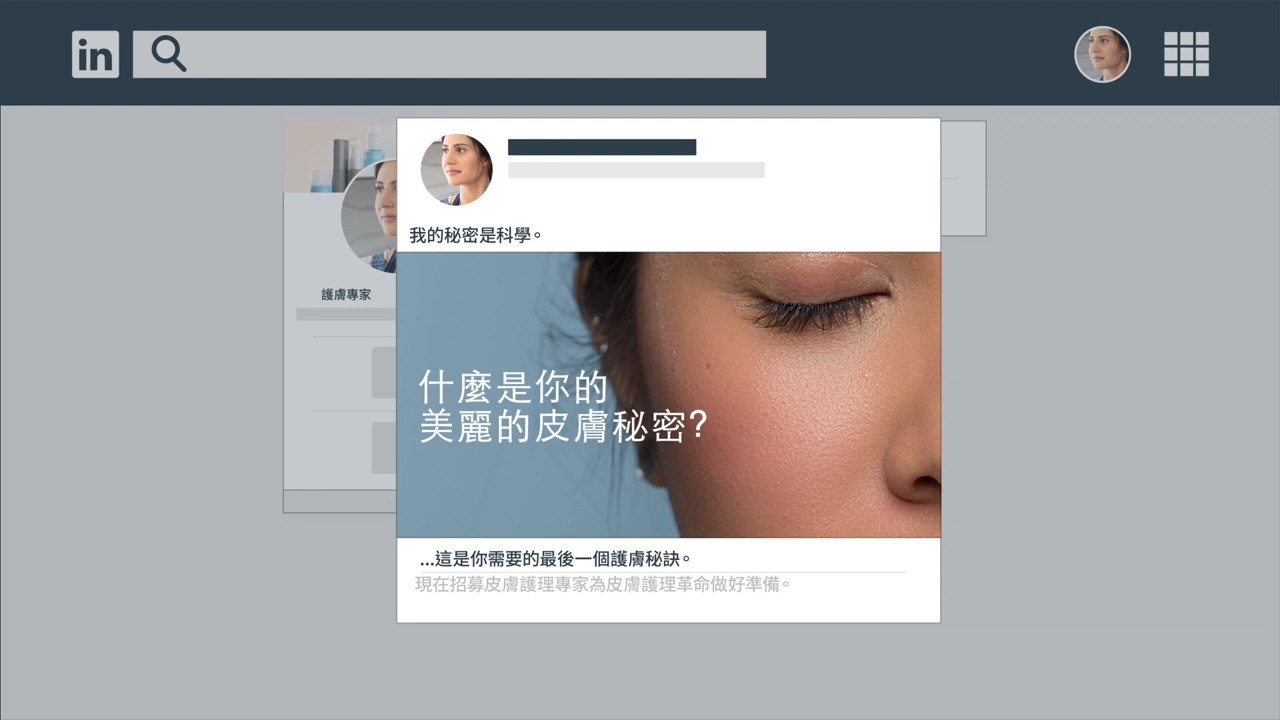 in
我的秘密是科學。
護膚專家
什麼是你的
美麗的皮膚秘密?
...這是你需要的最後一個護膚秘訣。
現在招募皮膚護理專家為皮膚護理革命做好準備。